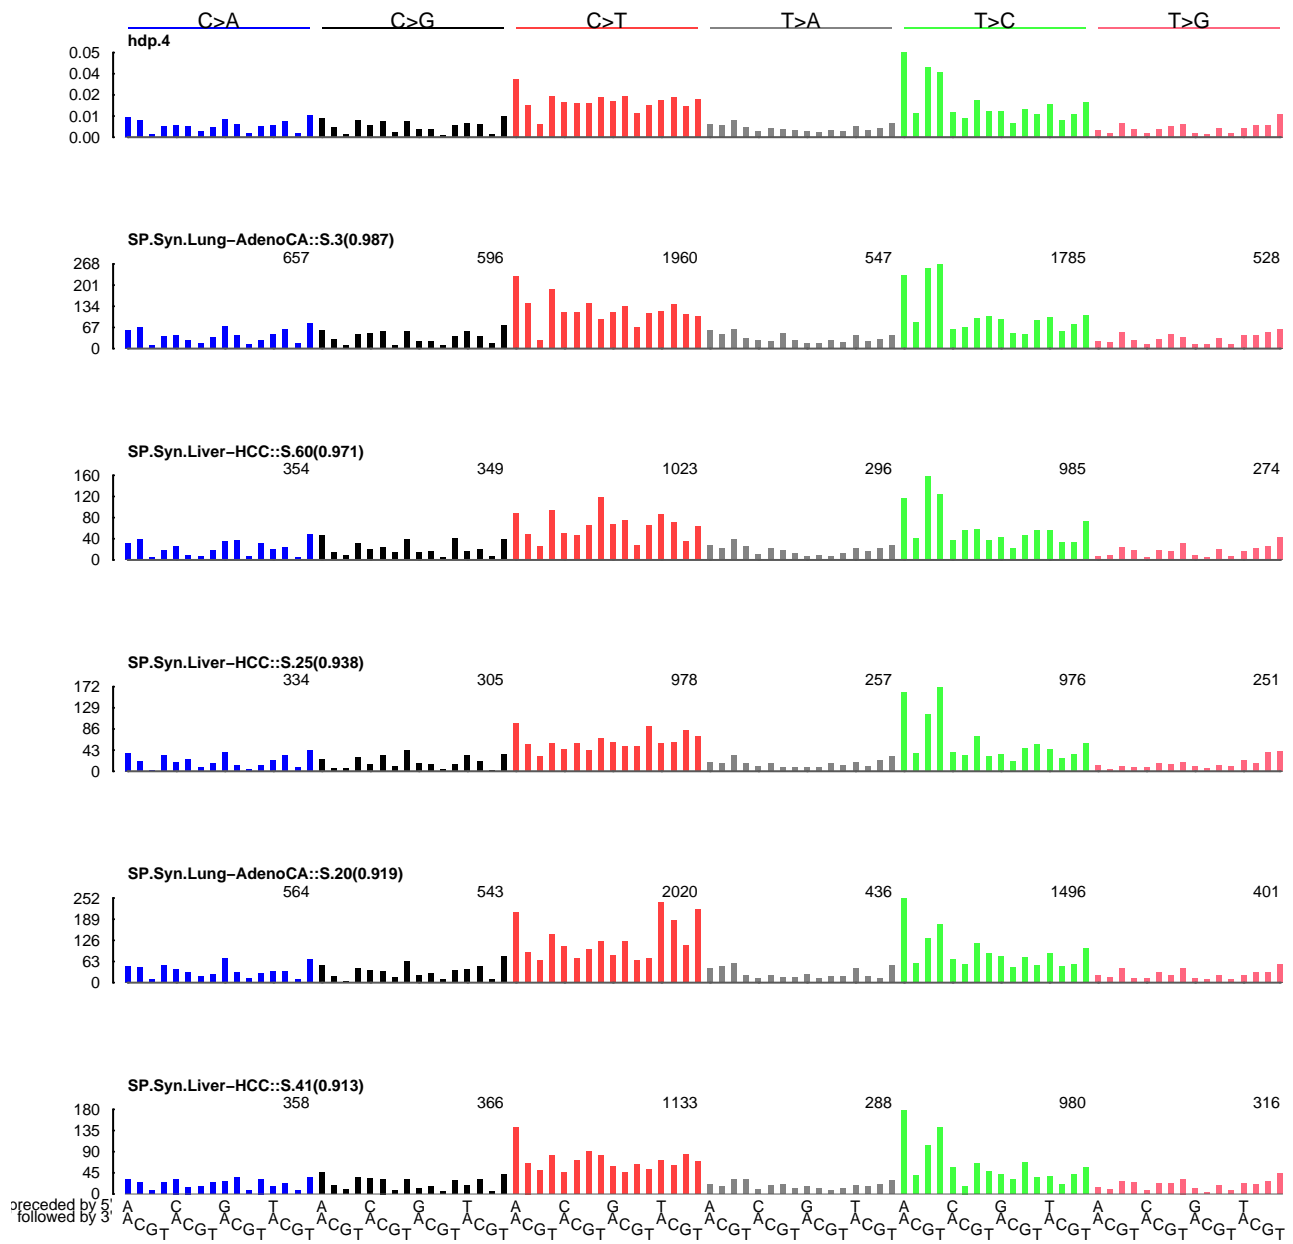 C>A C>G C>T T>A T>C T>G
hdp.4
0.05
0.04
0.02
0.01
0.00
SP.Syn.Lung−AdenoCA::S.3(0.987)
657 596 1960 547 1785 528
268
201
134
67
0
SP.Syn.Liver−HCC::S.60(0.971)
354 349 1023 296 985 274
160
120
80
40
0
SP.Syn.Liver−HCC::S.25(0.938)
334 305 978 257 976 251
172
129
86
43
0
SP.Syn.Lung−AdenoCA::S.20(0.919)
564 543 2020 436 1496 401
252
189
126
63
0
SP.Syn.Liver−HCC::S.41(0.913)
358 366 1133 288 980 316
180
135
90
45
0
preceded by 5' A C G T A C G T A C G T A C G T A C G T A C G T
followed by 3' A C G T A C G T A C G T A C G T A C G T A C G T A C G T A C G T A C G T A C G T A C G T A C G T A C G T A C G T A C G T A C G T A C G T A C G T A C G T A C G T A C G T A C G T A C G T A C G T